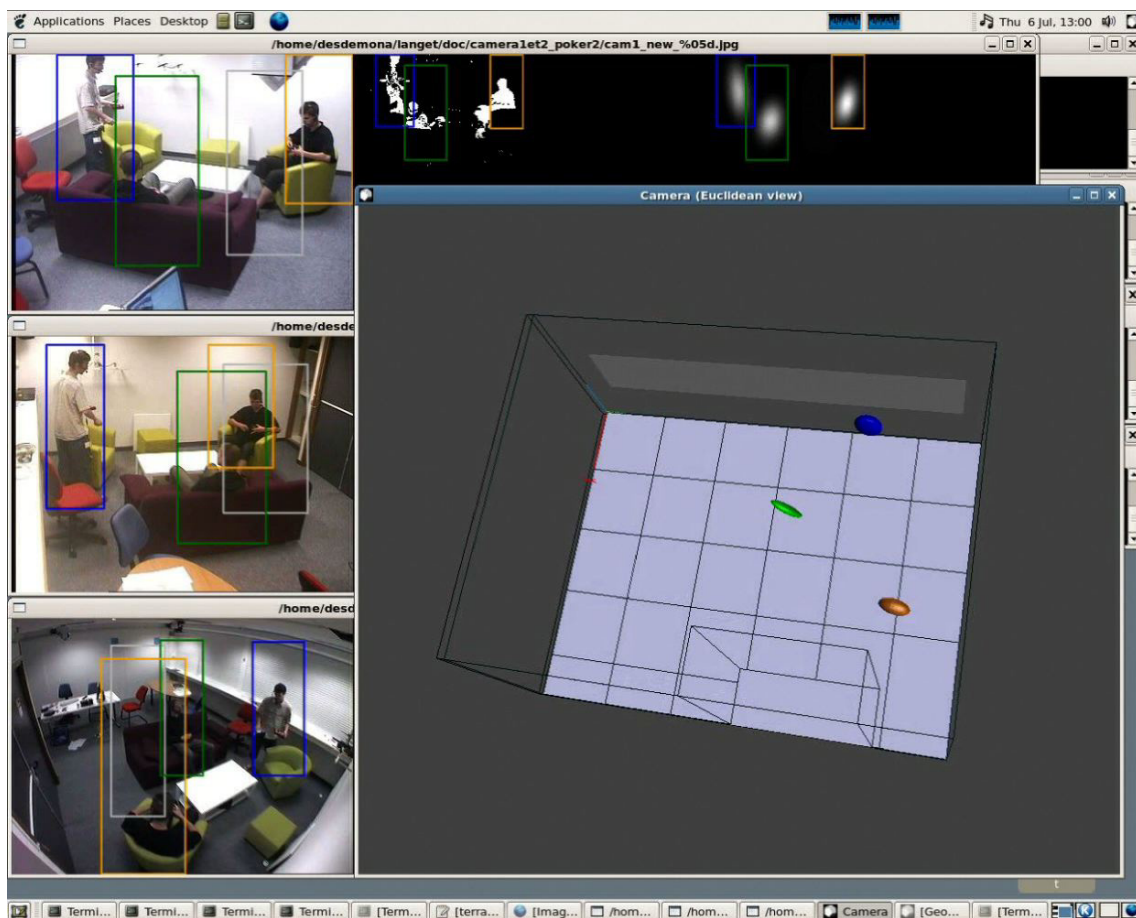 Applications Places Desktop
Thu 6 Jul, 13:00
/home/desdemona/langet/doc/camera1et2_poker2/cam1_new_%05d.jpg
Camera (Euclidean view)
/home/desde
/home/desd
t
Termi... Termi... Termi... Termi... [Term... [terra... [Imag... /hom... /hom... /hom... Camera [Geo... [Term...